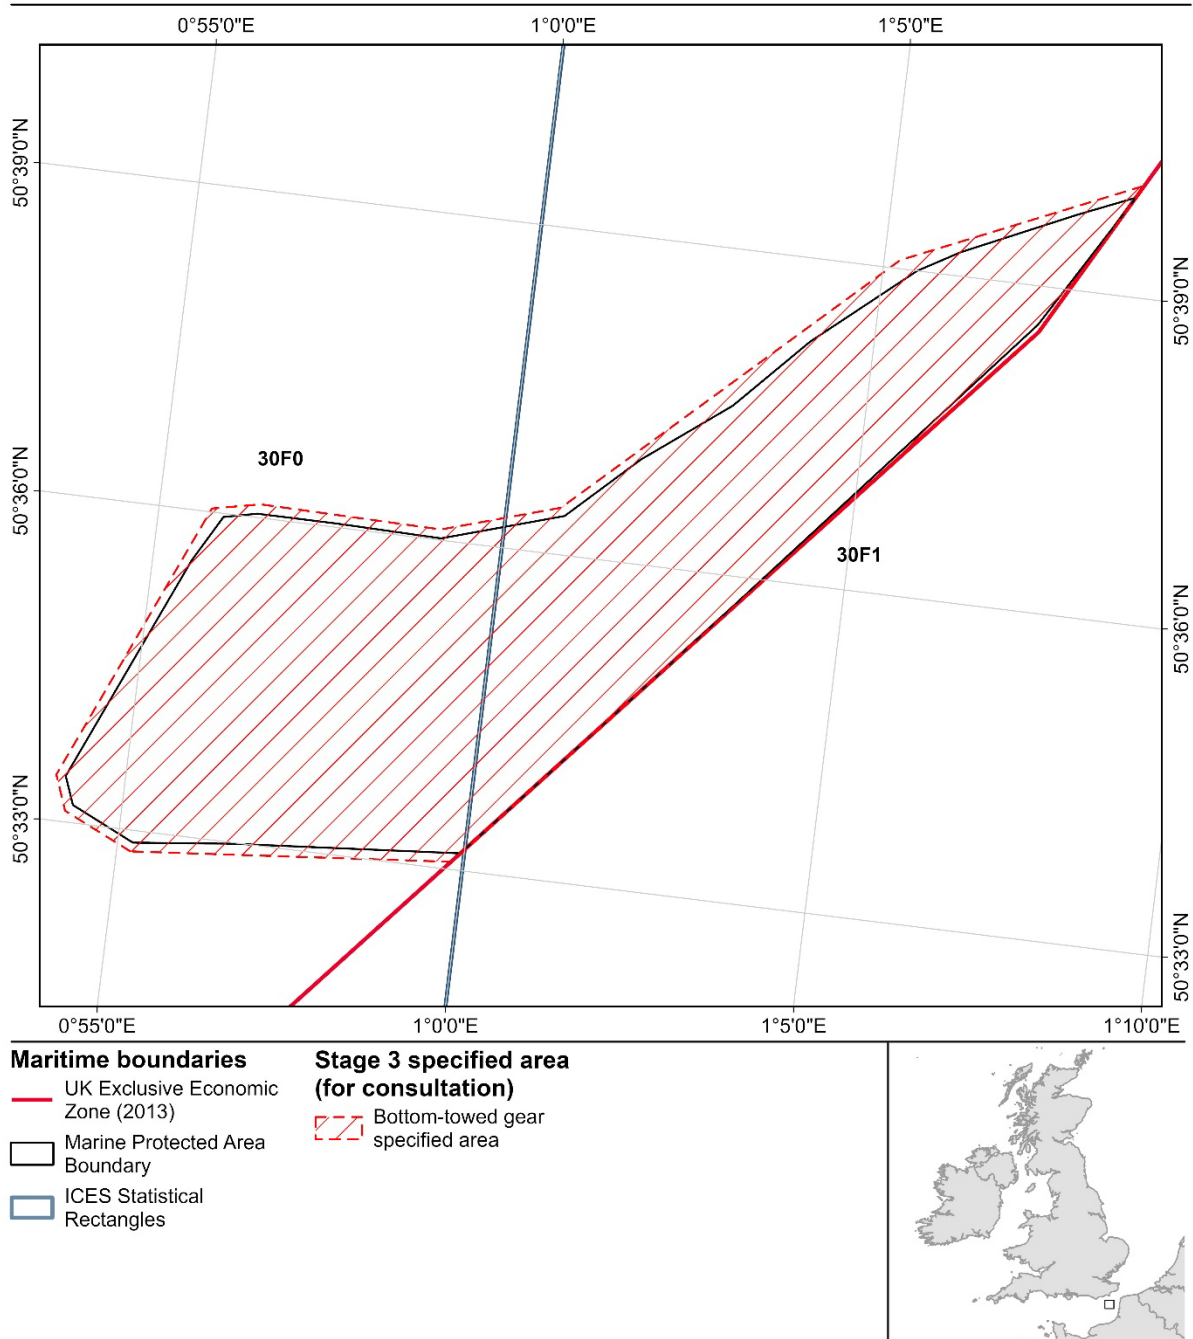 0°55'0"E
1°0'0"E
1°5'0"E
50°39'0"N
50°39'0"N
30F0
50°36'0"N
30F1
50°36'0"N
50°33'0"N
50°33'0"N
0°55'0"E
1°0'0"E
1°5'0"E
1°10'0"E
Maritime boundaries
UK Exclusive Economic
Zone (2013)
Marine Protected Area
Boundary
ICES Statistical
Rectangles
Stage 3 specified area
(for consultation)
Bottom-towed gear
specified area